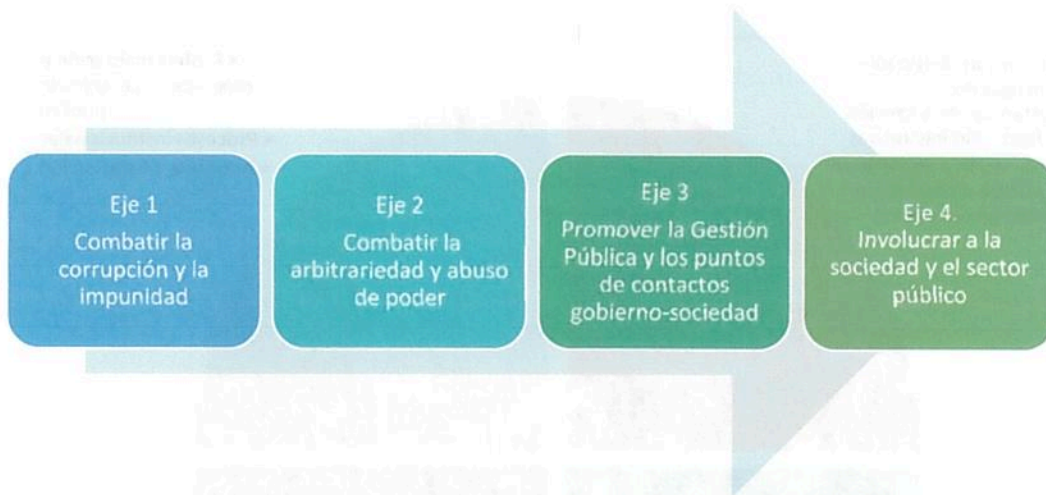 Eje 1
Combatir la
corrupción y la
impunidad
Eje 2
Combatir la
arbitrariedad y abuso
de poder
Eje 3
Promover la Gestión
Pública y los puntos
de contactos
gobierno-sociedad
Eje 4.
Involucrar a la
sociedad y el sector
público